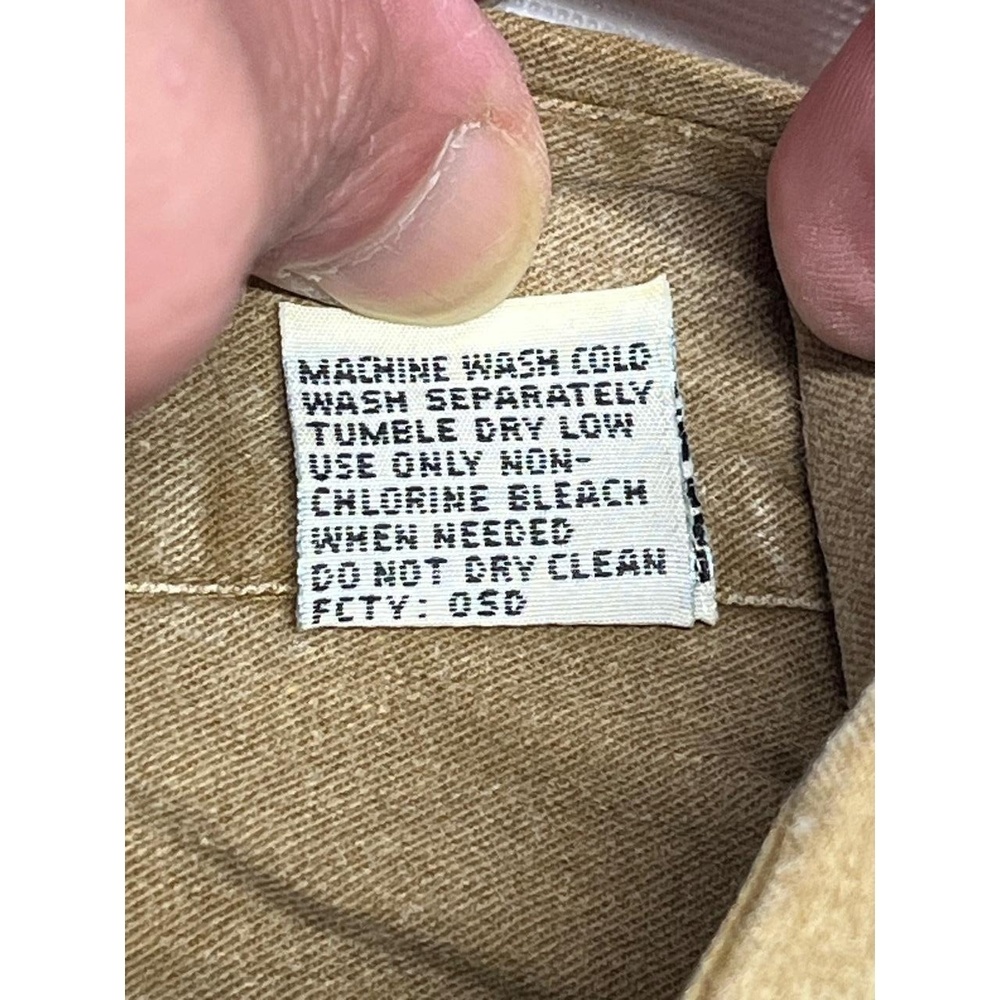 MACHINE WASH COLD
WASH SEPARATELY
TUMBLE DRY LOW
USE ONLY NON-
CHLORINE BLEACH
WHEN NEEDED
DO NOT DRY CLEAN
FCTY: OSD